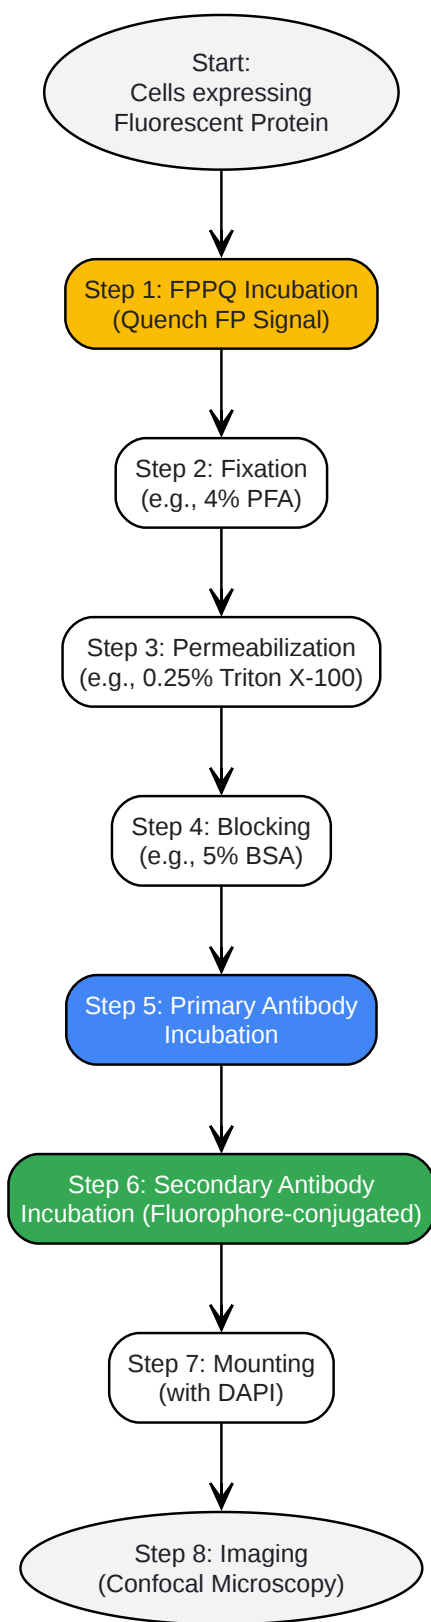 Start:
Cells expressing
Fluorescent Protein
Step 1: FPPQ Incubation
(Quench FP Signal)
Step 2: Fixation
(e.g., 4% PFA)
Step 3: Permeabilization
(e.g., 0.25% Triton X-100)
Step 4: Blocking
(e.g., 5% BSA)
Step 5: Primary Antibody
Incubation
Step 6: Secondary Antibody
Incubation (Fluorophore-conjugated)
Step 7: Mounting
(with DAPI)
Step 8: Imaging
(Confocal Microscopy)